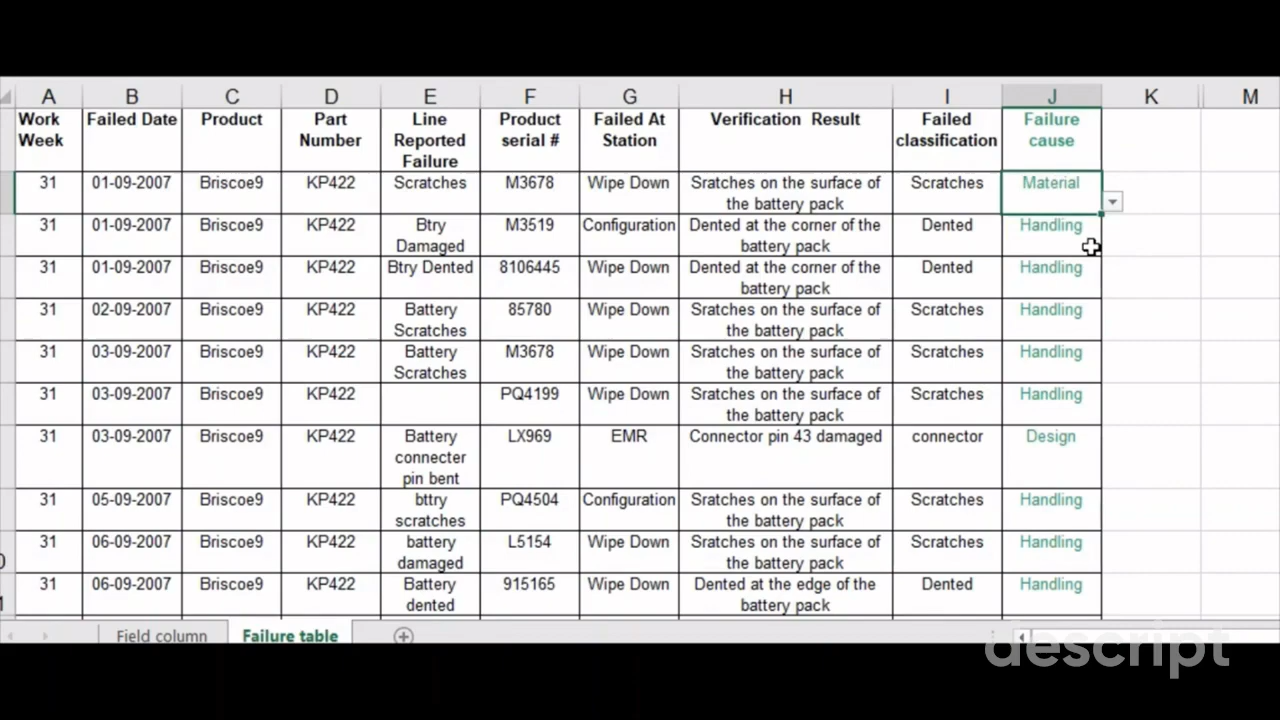 A B C D E F G H I J K M
Work Week Failed Date Product Part Number Line Reported Failure Product serial # Failed At Station Verification Result Failed classification Failure cause
31 01-09-2007 Briscoe9 KP422 Scratches M3678 Wipe Down Sratches on the surface of the battery pack Scratches Material
31 01-09-2007 Briscoe9 KP422 Btry Damaged M3519 Configuration Dented at the corner of the battery pack Dented Handling
31 01-09-2007 Briscoe9 KP422 Btry Dented 8106445 Wipe Down Dented at the corner of the battery pack Dented Handling
31 02-09-2007 Briscoe9 KP422 Battery Scratches 85780 Wipe Down Sratches on the surface of the battery pack Scratches Handling
31 03-09-2007 Briscoe9 KP422 Battery Scratches M3678 Wipe Down Sratches on the surface of the battery pack Scratches Handling
31 03-09-2007 Briscoe9 KP422 PQ4199 Wipe Down Sratches on the surface of the battery pack Scratches Handling
31 03-09-2007 Briscoe9 KP422 Battery connecter pin bent LX969 EMR Connector pin 43 damaged connector Design
31 05-09-2007 Briscoe9 KP422 bttry scratches PQ4504 Configuration Sratches on the surface of the battery pack Scratches Handling
0 31 06-09-2007 Briscoe9 KP422 battery damaged L5154 Wipe Down Sratches on the surface of the battery pack Scratches Handling
1 31 06-09-2007 Briscoe9 KP422 Battery dented 915165 Wipe Down Dented at the edge of the battery pack Dented Handling
Field column Failure table
descript